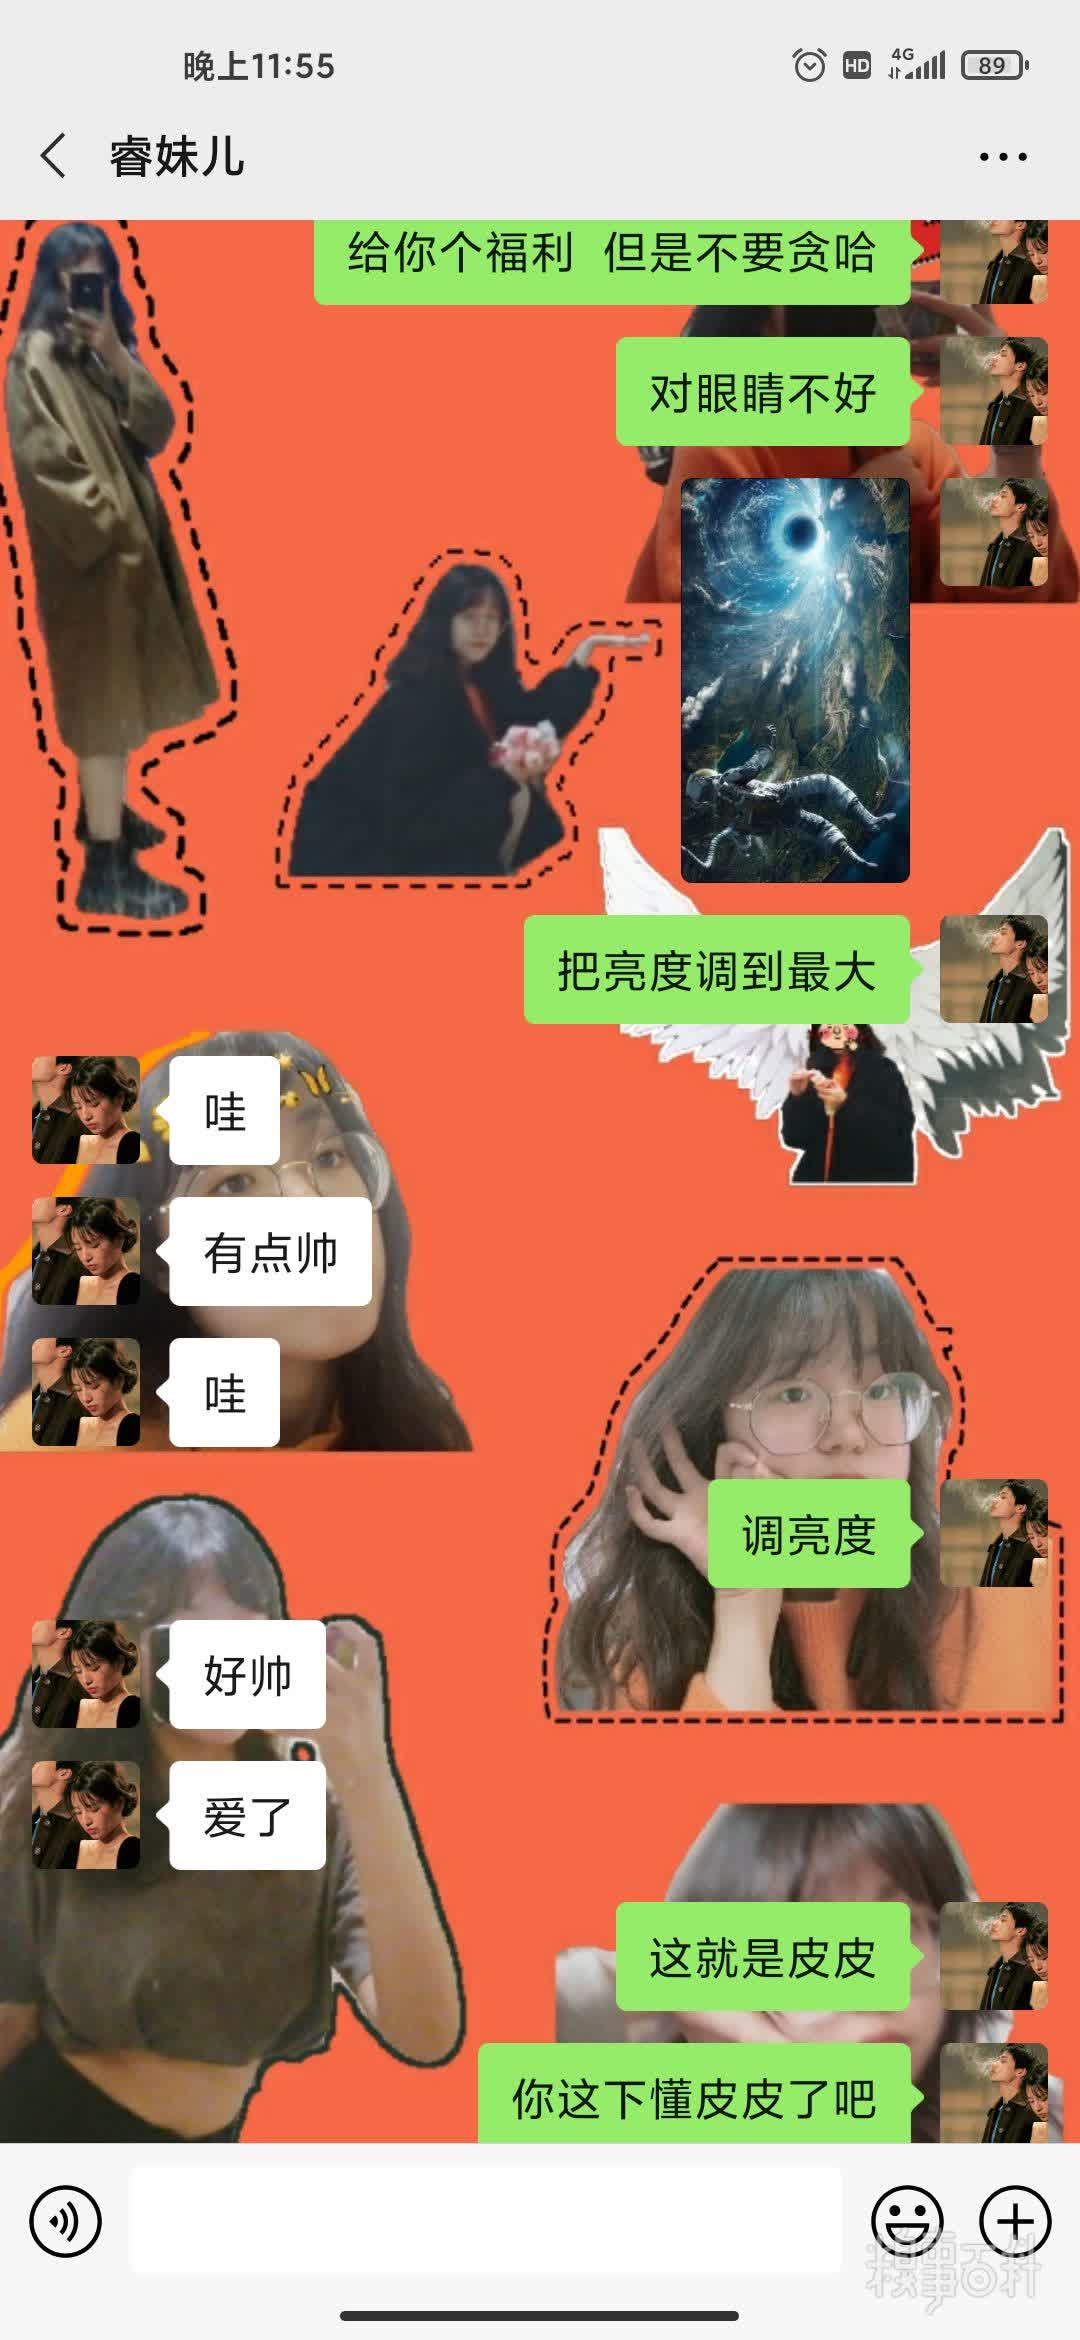 晚上11:55
HD
4G
89
睿妹儿
给你个福利 但是不要贪哈
对眼睛不好
把亮度调到最大
哇
有点帅
哇
调亮度
好帅
爱了
这就是皮皮
你这下懂皮皮了吧
糗事百科